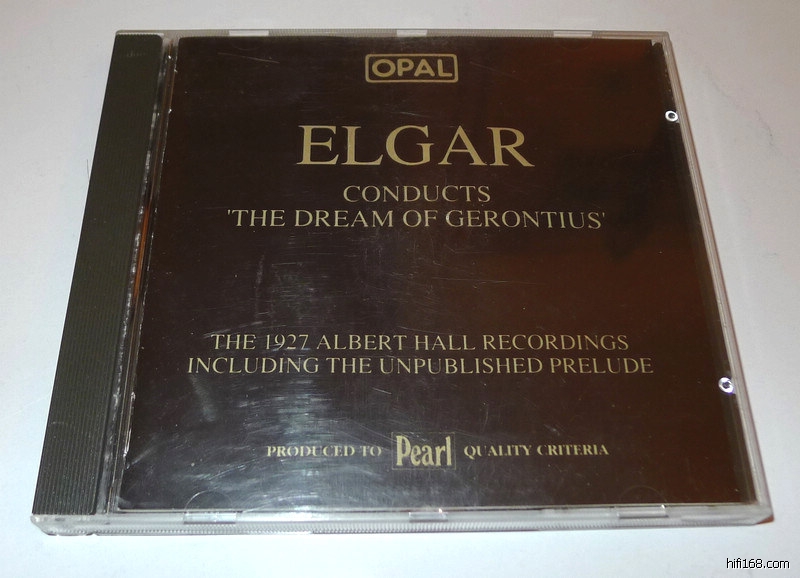 OPAL
ELGAR
CONDUCTS
'THE DREAM OF GERONTIUS'
THE 1927 ALBERT HALL RECORDINGS
INCLUDING THE UNPUBLISHED PRELUDE
PRODUCED TO Pearl QUALITY CRITERIA
hifi168.com